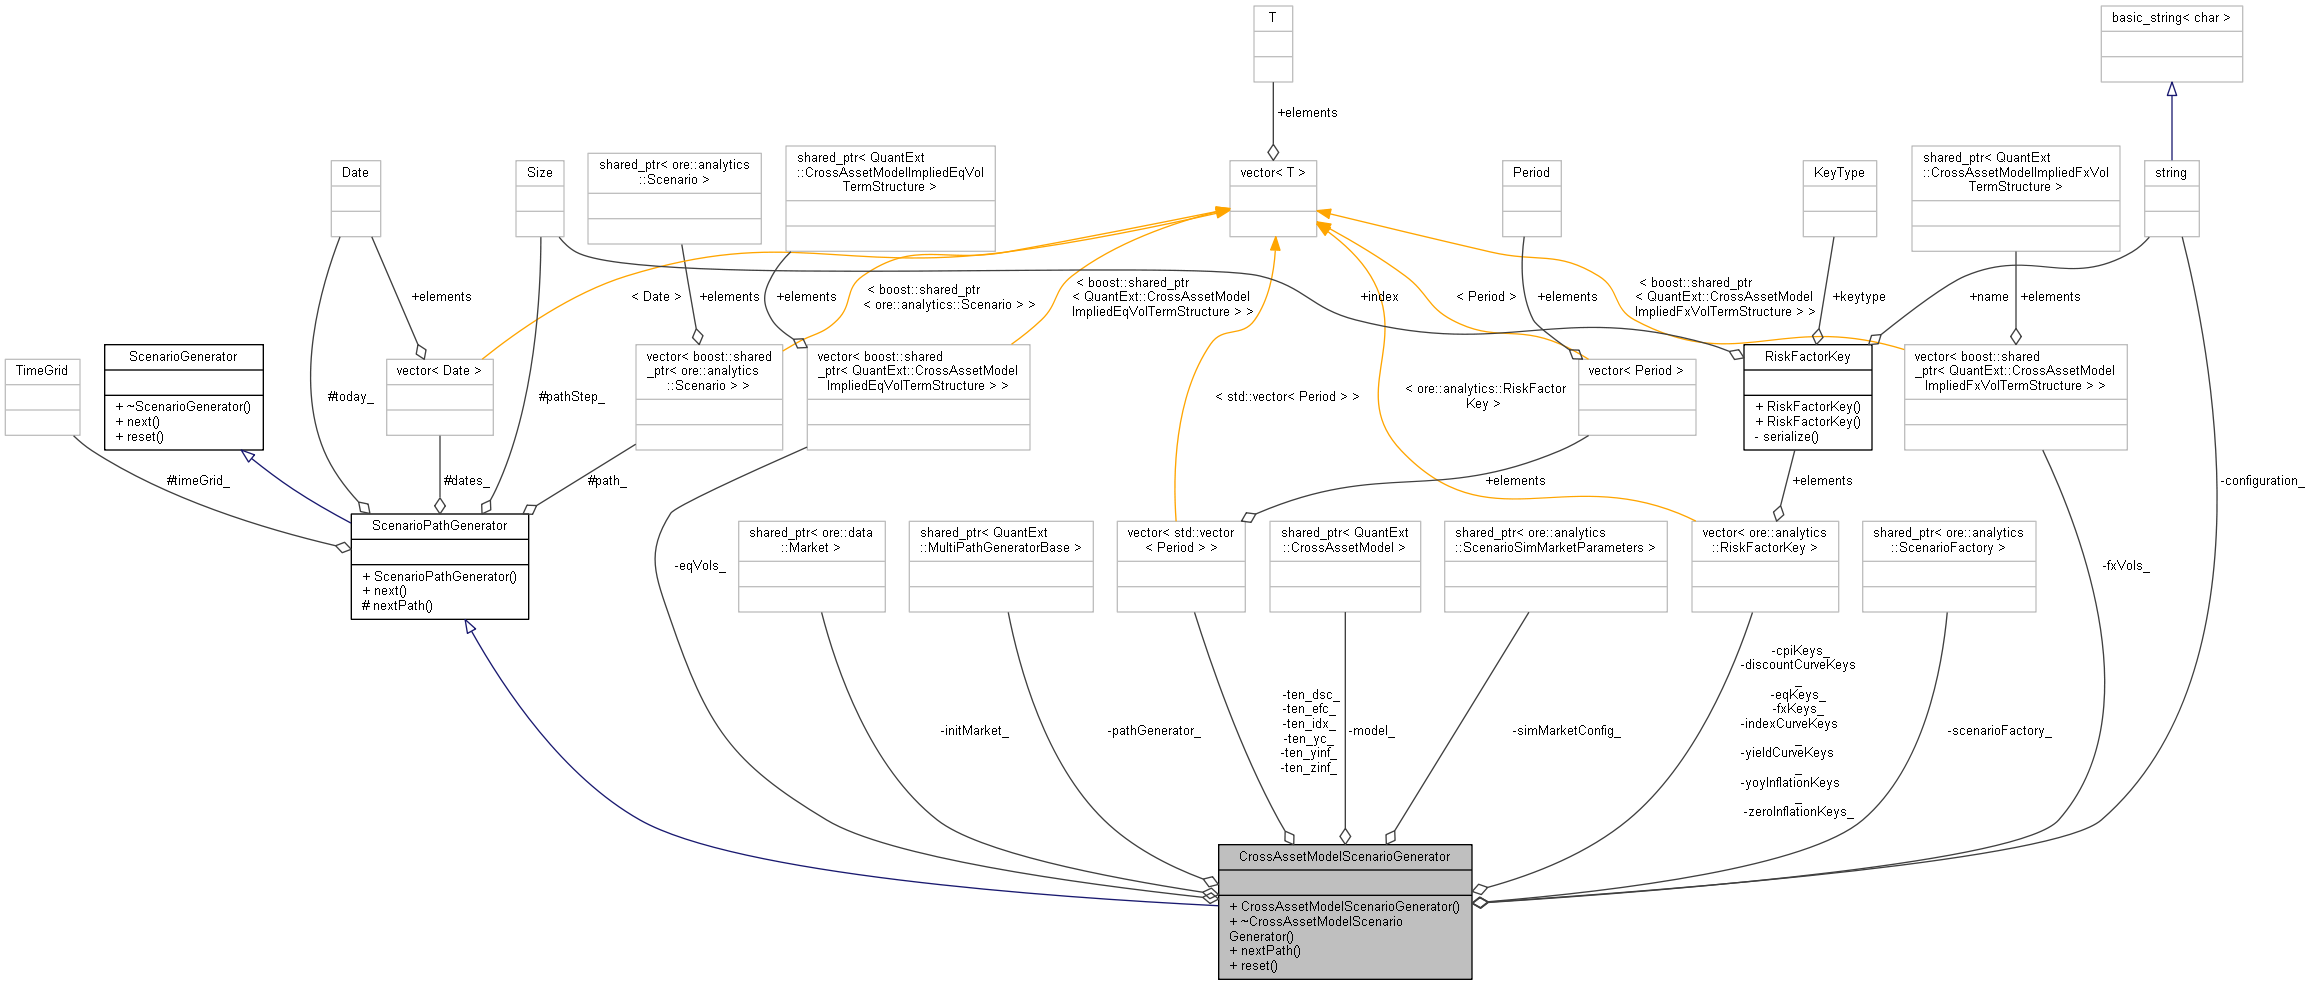 T
+elements
basic_string< char >
Date
Size
shared_ptr< ore::analytics
::Scenario >
shared_ptr< QuantExt
::CrossAssetModelImpliedEqVol
TermStructure >
vector< T >
Period
KeyType
shared_ptr< QuantExt
::CrossAssetModelImpliedFxVol
TermStructure >
string
+elements
< Date >
+elements
+elements
< boost::shared_ptr
< ore::analytics::Scenario > >
< boost::shared_ptr
< QuantExt::CrossAssetModel
ImpliedEqVolTermStructure > >
+index
< Period >
+elements
< boost::shared_ptr
< QuantExt::CrossAssetModel
ImpliedFxVolTermStructure > >
+keytype
+name
+elements
TimeGrid
ScenarioGenerator
+ ~ScenarioGenerator()
+ next()
+ reset()
#today_
vector< Date >
#pathStep_
vector< boost::shared
_ptr< ore::analytics
::Scenario > >
vector< boost::shared
_ptr< QuantExt::CrossAssetModel
ImpliedEqVolTermStructure > >
< std::vector< Period > >
< ore::analytics::RiskFactor
Key >
vector< Period >
RiskFactorKey
+ RiskFactorKey()
+ RiskFactorKey()
- serialize()
vector< boost::shared
_ptr< QuantExt::CrossAssetModel
ImpliedFxVolTermStructure > >
#timeGrid_
#dates_
#path_
+elements
+elements
-configuration_
ScenarioPathGenerator
+ ScenarioPathGenerator()
+ next()
# nextPath()
-eqVols_
shared_ptr< ore::data
::Market >
shared_ptr< QuantExt
::MultiPathGeneratorBase >
vector< std::vector
< Period > >
shared_ptr< QuantExt
::CrossAssetModel >
shared_ptr< ore::analytics
::ScenarioSimMarketParameters >
vector< ore::analytics
::RiskFactorKey >
shared_ptr< ore::analytics
::ScenarioFactory >
-fxVols_
-initMarket_
-pathGenerator_
-ten_dsc_
-ten_efc_
-ten_idx_
-ten_yc_
-ten_yinf_
-ten_zinf_
-model_
-simMarketConfig_
-cpiKeys_
-discountCurveKeys
_
-eqKeys_
-fxKeys_
-indexCurveKeys
_
-yieldCurveKeys
_
-yoyInflationKeys
_
-zeroInflationKeys_
-scenarioFactory_
CrossAssetModelScenarioGenerator
+ CrossAssetModelScenarioGenerator()
+ ~CrossAssetModelScenario
Generator()
+ nextPath()
+ reset()